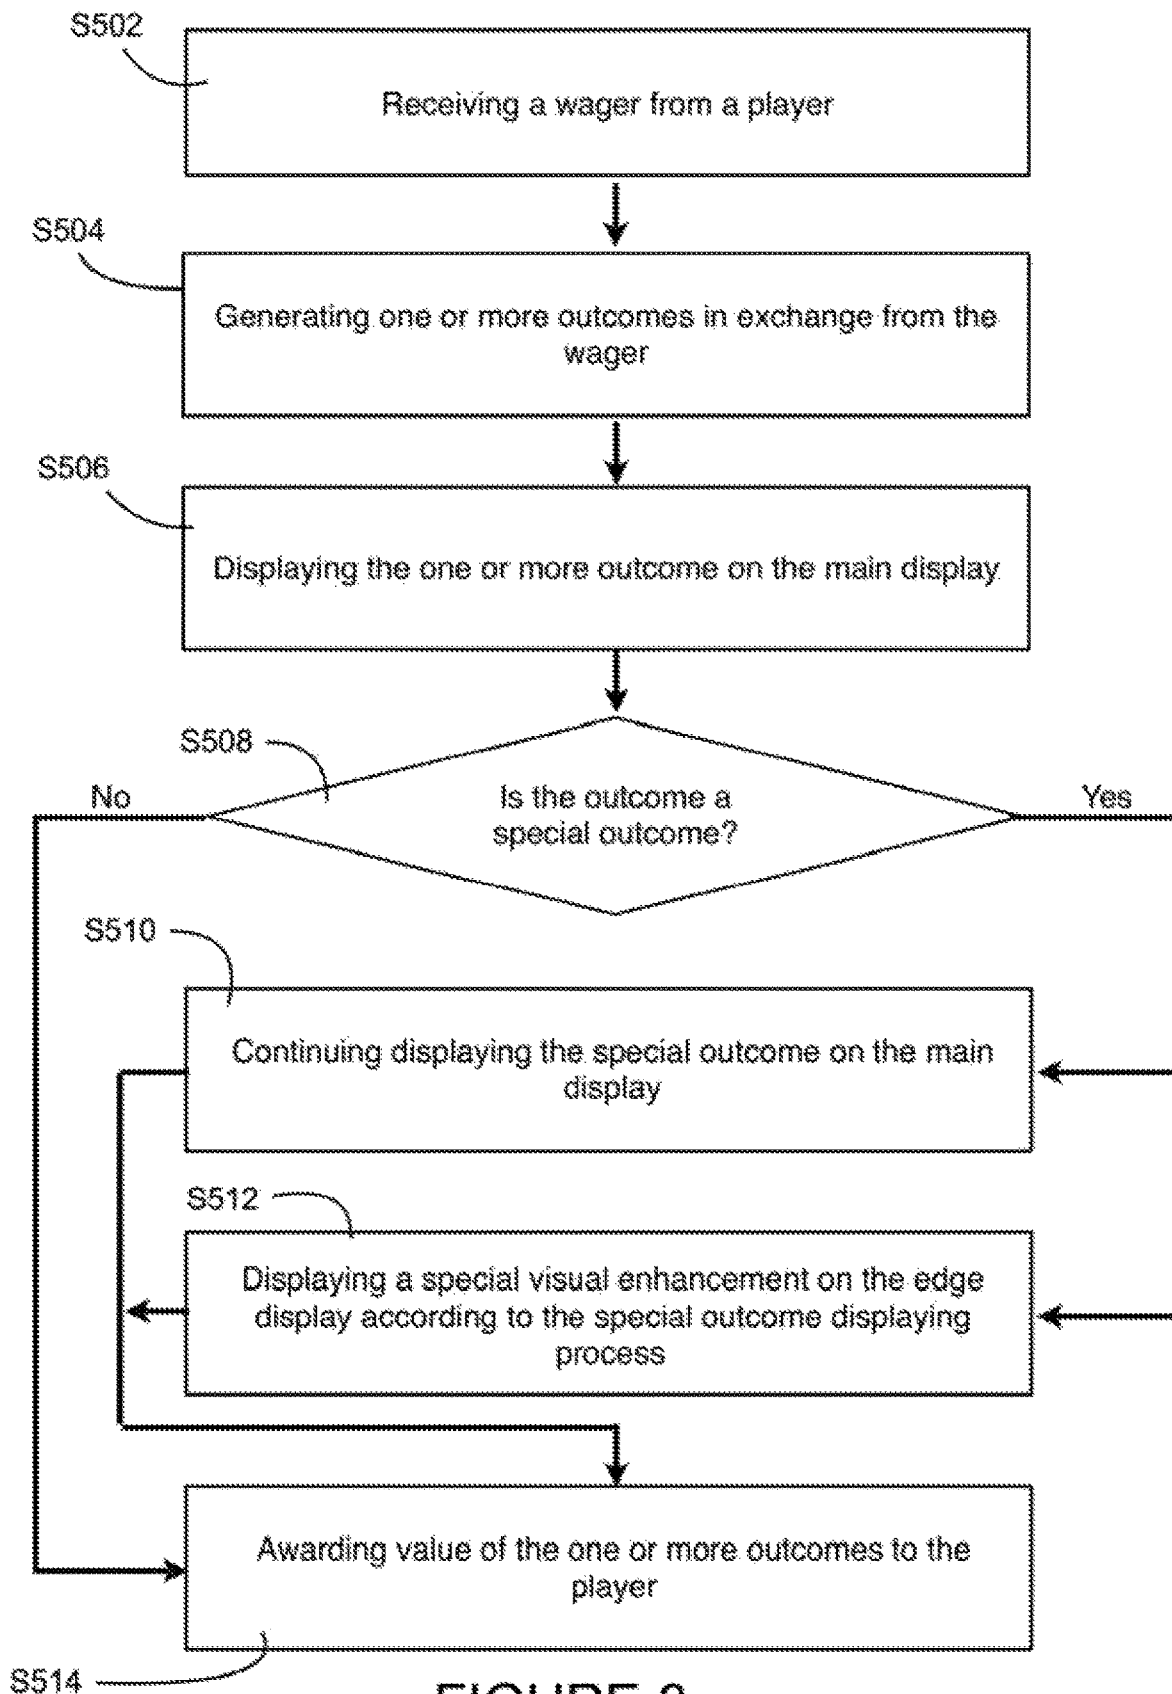 S502
Receiving a wager from a player
S504
Generating one or more outcomes in exchange from the
wager
S506
Displaying the one or more outcome on the main display
S508
No
Is the outcome a
special outcome?
Yes
S510
Continuing displaying the special outcome on the main
display
S512
Displaying a special visual enhancement on the edge
display according to the special outcome displaying
process
Awarding value of the one or more outcomes to the
player
S514
FIGURE